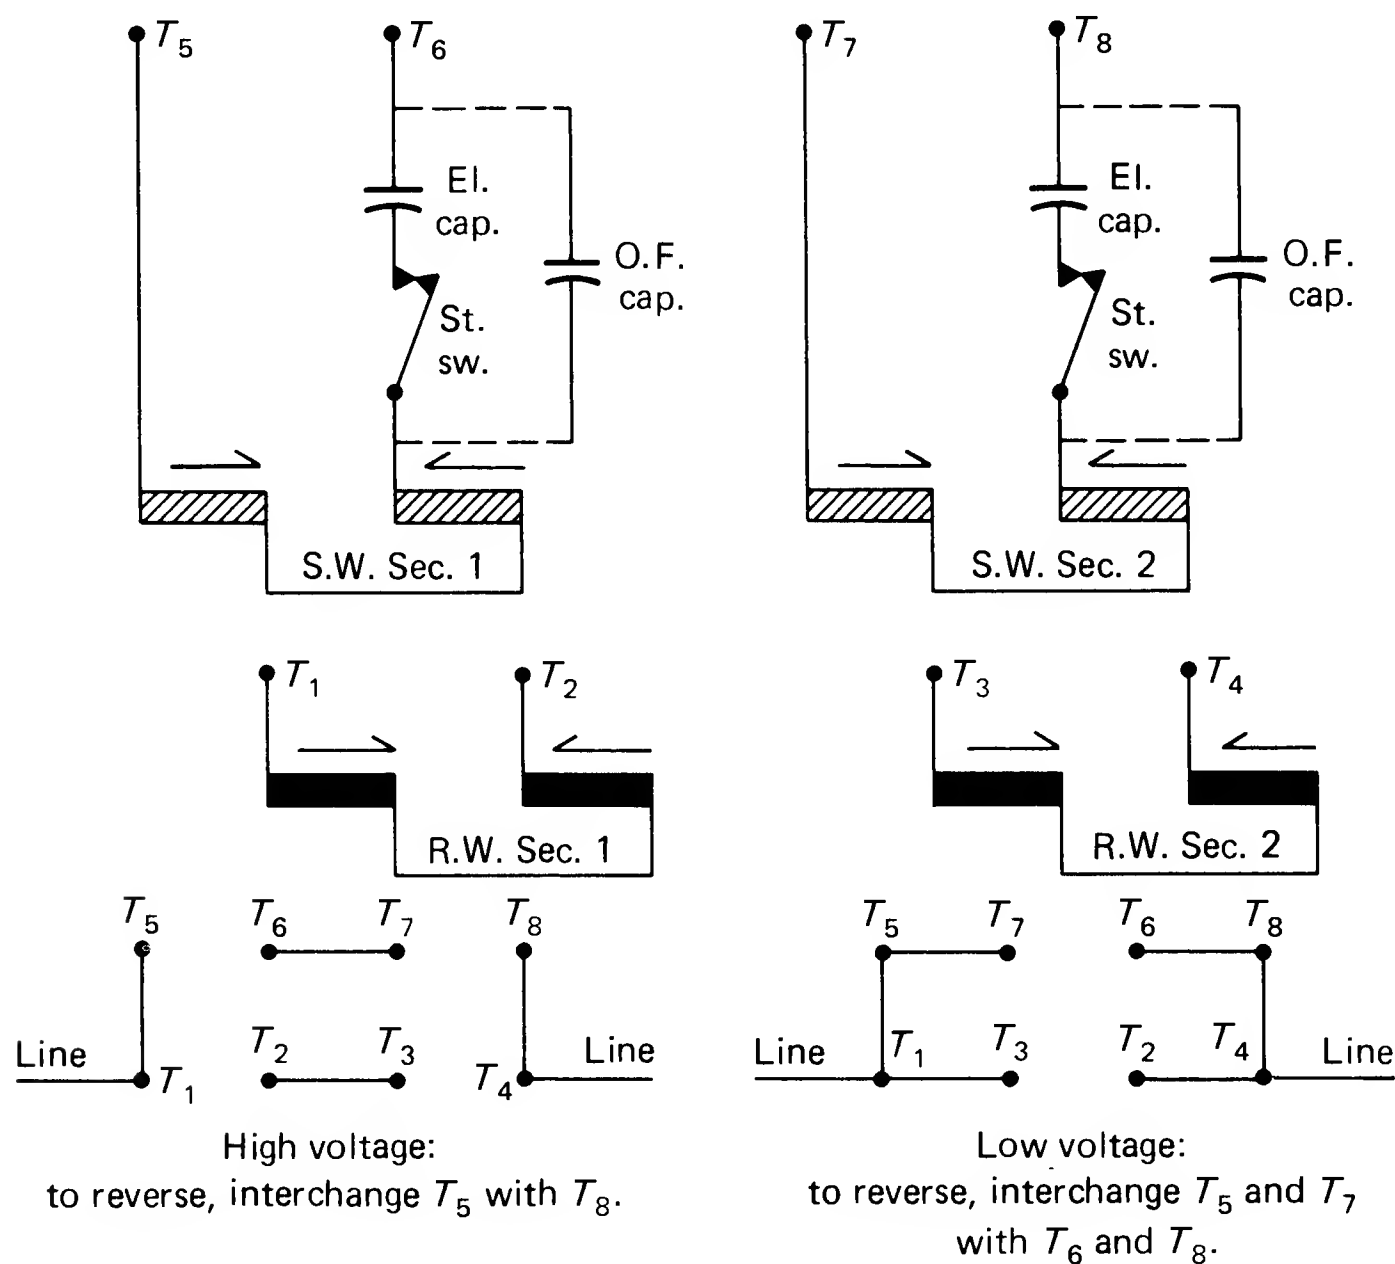 T5 T6 T7 T8
El. cap.
O.F. cap.
St. sw.
El. cap.
O.F. cap.
St. sw.
S.W. Sec. 1
S.W. Sec. 2
T1 T2 T3 T4
R.W. Sec. 1
R.W. Sec. 2
T5 T6 T7 T8
Line T1 T2 T3 T4 Line
High voltage:
to reverse, interchange T5 with T8.
T5 T7 T6 T8
Line T1 T3 T2 T4 Line
Low voltage:
to reverse, interchange T5 and T7
with T6 and T8.